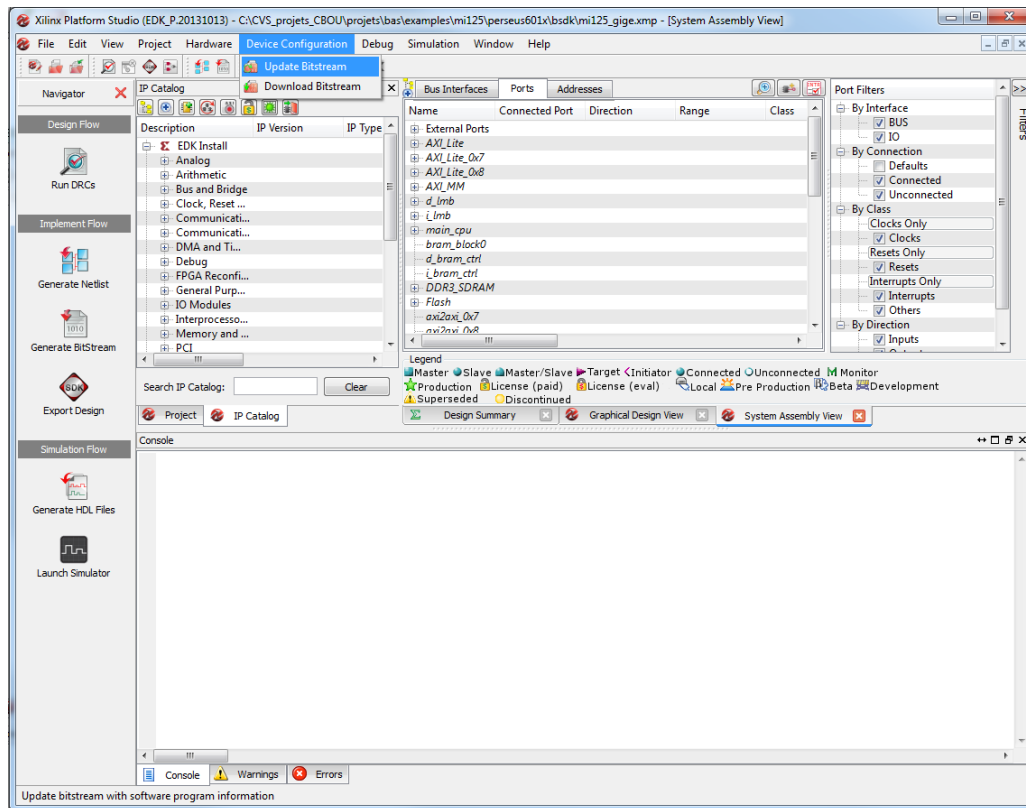 Xilinx Platform Studio (EDK_P.20131013) - C:\CVS_projets_CBOU\projets\bas\examples\mi125\perseus601x\bsdk\mi125_gige.xmp - [System Assembly View]
File Edit View Project Hardware Device Configuration Debug Simulation Window Help
Update Bitstream
Download Bitstream
Navigator
Design Flow
Run DRCs
Implement Flow
Generate Netlist
1010
Generate BitStream
SDK
Export Design
Simulation Flow
Generate HDL Files
Launch Simulator
IP Catalog
Description IP Version IP Type
EDK Install
Analog
Arithmetic
Bus and Bridge
Clock, Reset ...
Communicati...
Communicati...
DMA and Ti...
Debug
FPGA Reconfi...
General Purp...
IO Modules
Interprocesso...
Memory and ...
PCI
Search IP Catalog: Clear
Project IP Catalog
Bus Interfaces Ports Addresses
Name Connected Port Direction Range Class
External Ports
AXI_Lite
AXI_Lite_0x7
AXI_Lite_0x8
AXI_MM
d_lmb
i_lmb
main_cpu
bram_block0
d_bram_ctrl
i_bram_ctrl
DDR3_SDRAM
Flash
axi2axi_0x7
axi2axi_0x8
Legend
Master Slave Master/Slave Target Initiator Connected Unconnected M Monitor
Production License (paid) License (eval) Local Pre Production Beta Development
Superseded Discontinued
Design Summary Graphical Design View System Assembly View
Port Filters
By Interface
BUS
IO
By Connection
Defaults
Connected
Unconnected
By Class
Clocks Only
Clocks
Resets Only
Resets
Interrupts Only
Interrupts
Others
By Direction
Inputs
>>
Filters
Console
Console Warnings Errors
Update bitstream with software program information